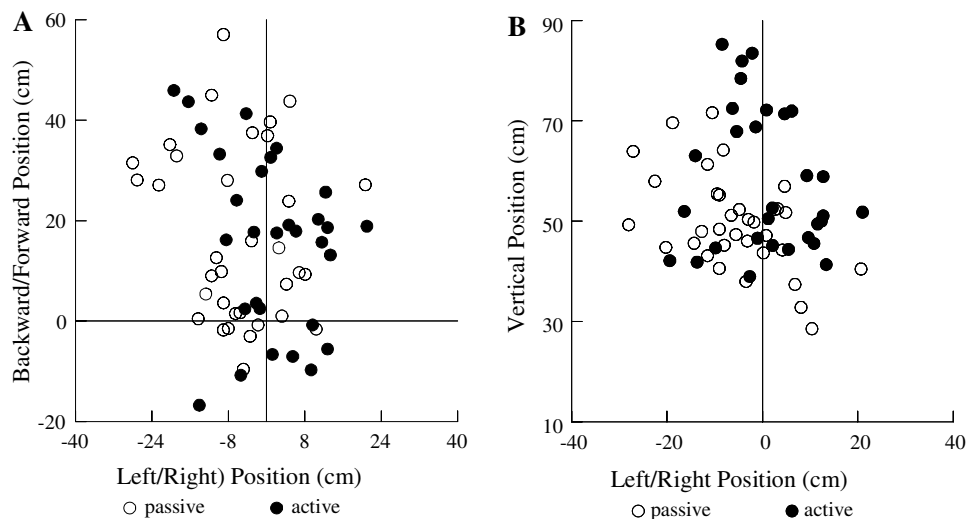 A
B
60
40
20
0
-20
-40
-24
-8
8
24
40
Backward/Forward Position (cm)
Left/Right) Position (cm)
passive
active
90
70
50
30
10
-40
-20
0
20
40
Vertical Position (cm)
Left/Right Position (cm)
passive
active